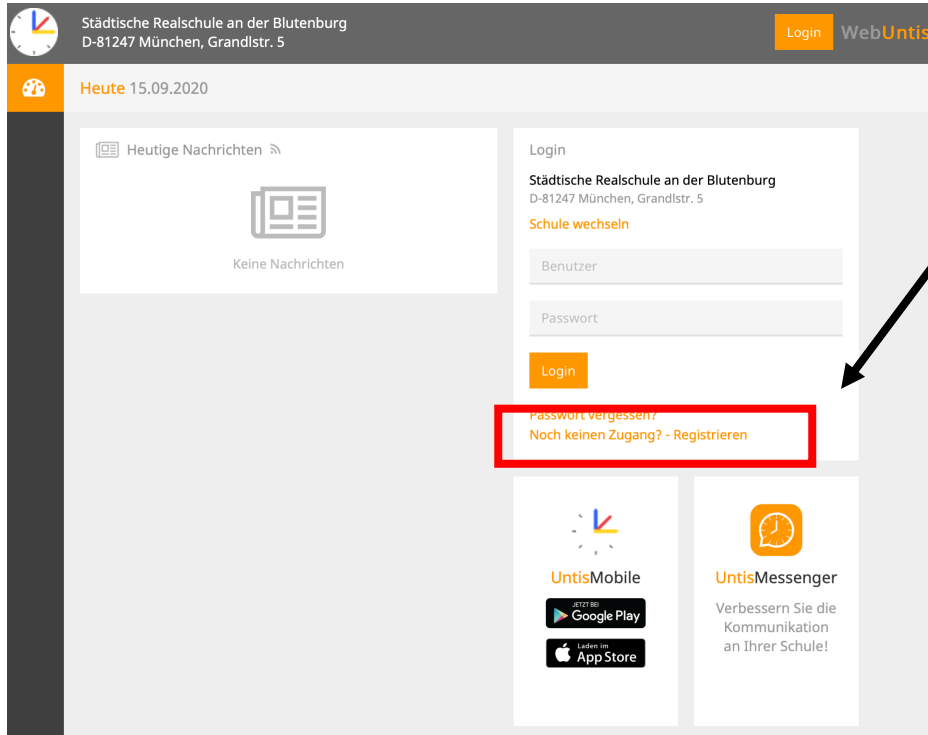 Städtische Realschule an der Blutenburg
D-81247 München, Grandlstr. 5
Login
WebUntis
Heute 15.09.2020
Heutige Nachrichten
Keine Nachrichten
Login
Städtische Realschule an der Blutenburg
D-81247 München, Grandlstr. 5
Schule wechseln
Benutzer
Passwort
Login
Passwort vergessen?
Noch keinen Zugang? - Registrieren
UntisMobile
JETZT BEI
Google Play
Laden im
App Store
UntisMessenger
Verbessern Sie die
Kommunikation
an Ihrer Schule!